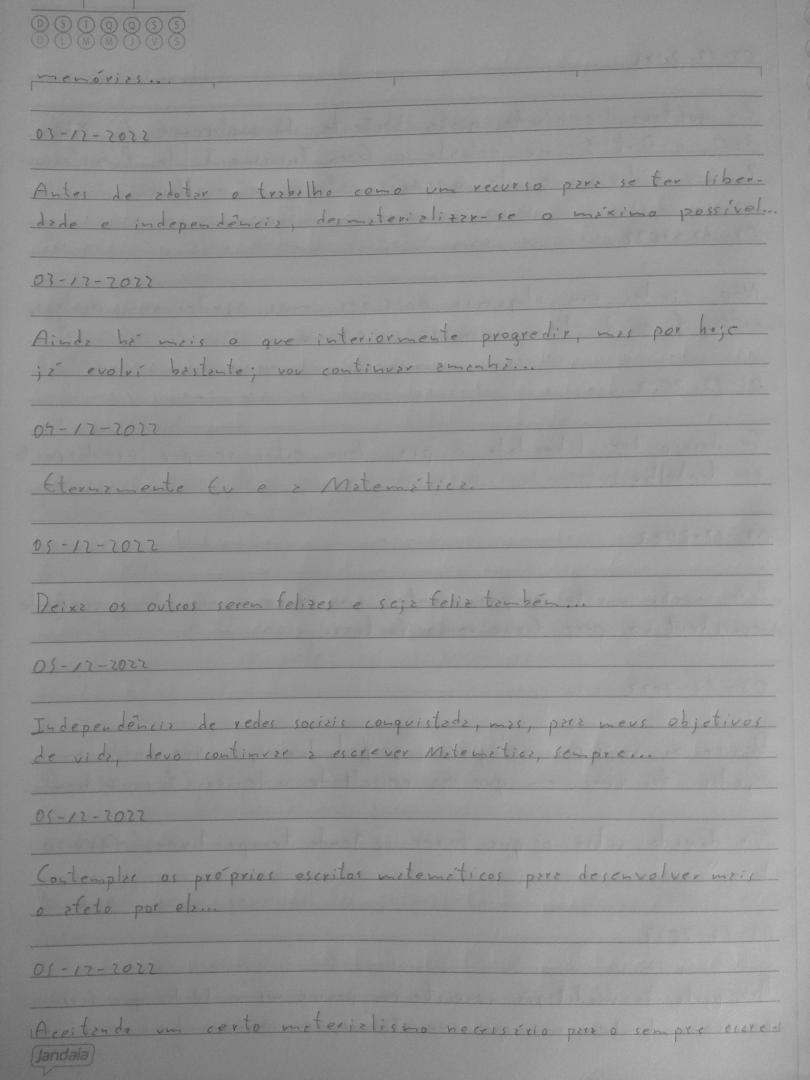 D S T Q Q S S
D L M M J V S
memórias...
03-12-2022
Antes de adotar o trabalho como um recurso para se ter liber-
dade e independência, desmaterializar-se o máximo possível...
03-12-2022
Ainda há mais o que interiormente progredir, mas por hoje
já evolví bastante; vou continuar amanhã...
04-12-2022
Eternamente Eu e a Matemática.
05-12-2022
Deixa os outros serem felizes e seja feliz também...
05-12-2022
Independência de redes sociais conquistada, mas, para meus objetivos
de vida, devo continuar a escrever Matemática, sempre...
05-12-2022
Contemplar os próprios escritos matemáticos para desenvolver mais
o afeto por ela...
05-12-2022
Aceitando um certo materialismo necessário para o sempre
Jandaia